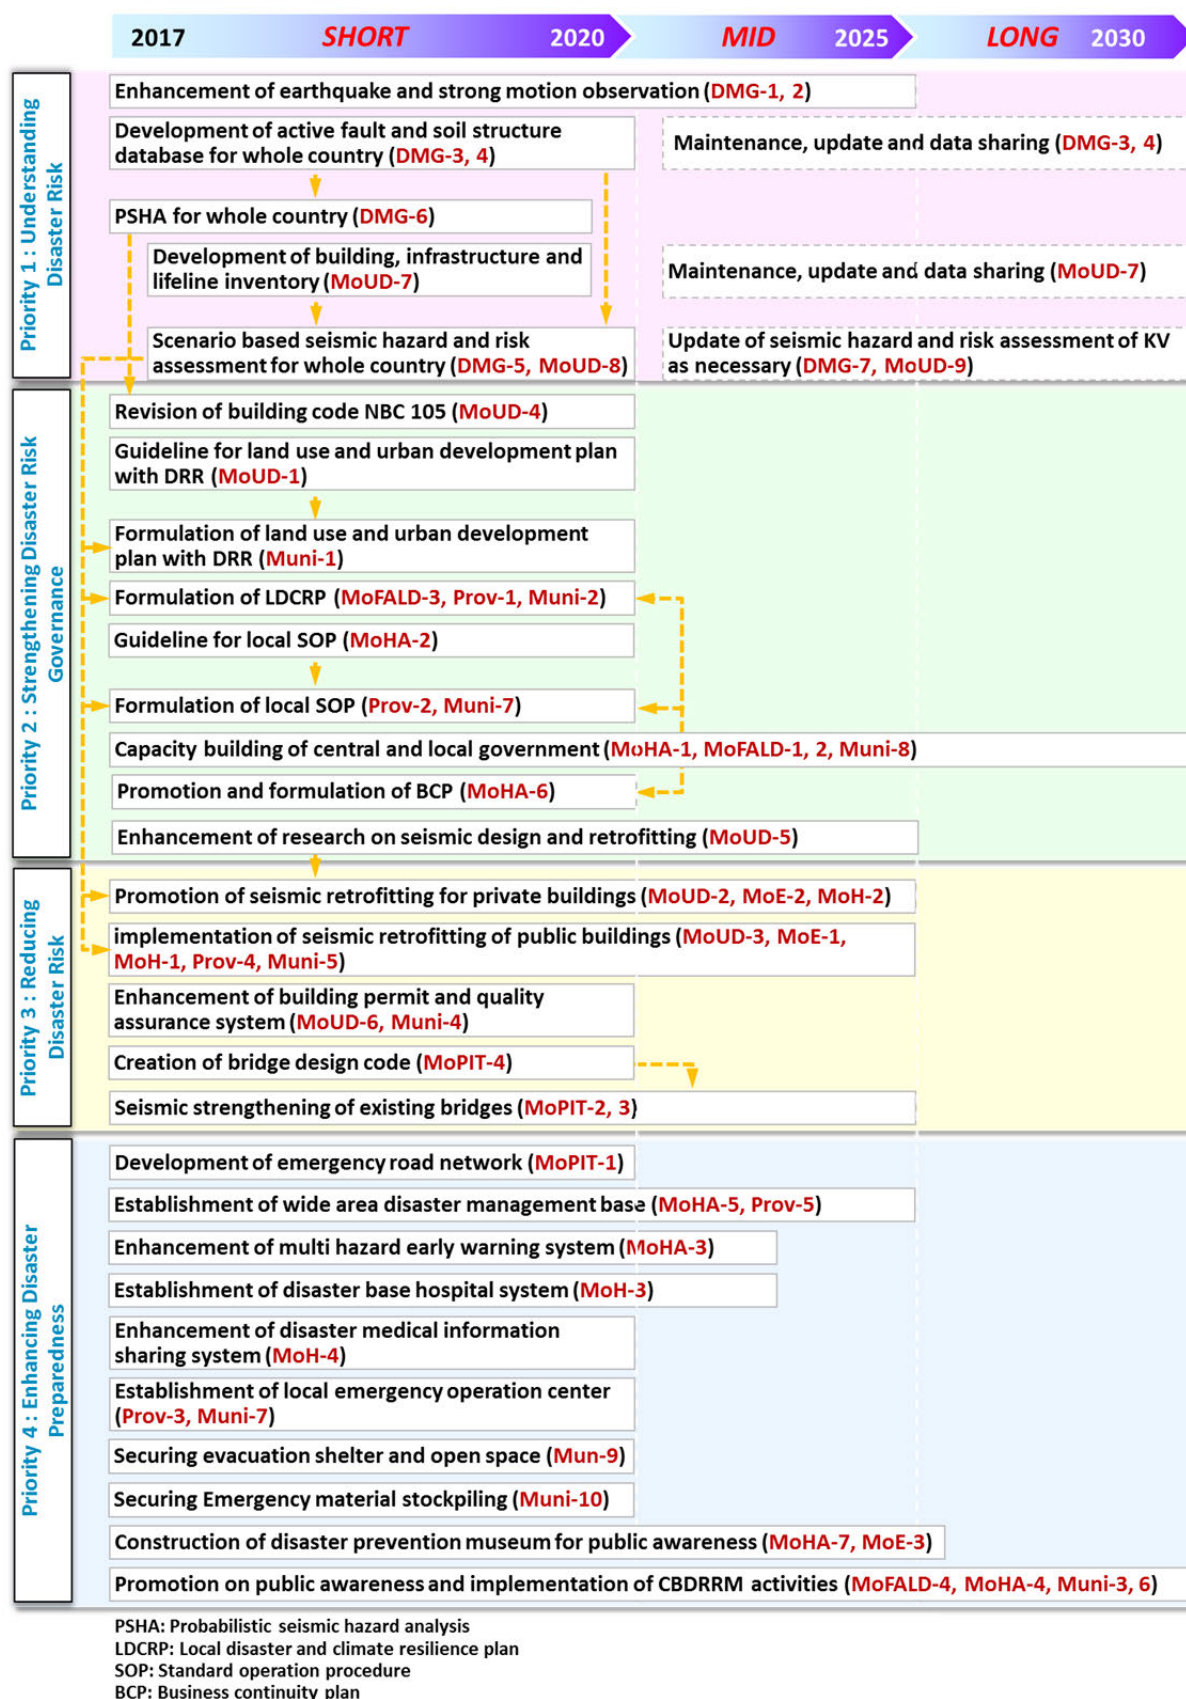 2017 SHORT 2020 MID 2025 LONG 2030
Priority 1 : Understanding
Disaster Risk
Enhancement of earthquake and strong motion observation (DMG-1, 2)
Development of active fault and soil structure
database for whole country (DMG-3, 4)
Maintenance, update and data sharing (DMG-3, 4)
PSHA for whole country (DMG-6)
Development of building, infrastructure and
lifeline inventory (MoUD-7)
Maintenance, update and data sharing (MoUD-7)
Scenario based seismic hazard and risk
assessment for whole country (DMG-5, MoUD-8)
Update of seismic hazard and risk assessment of KV
as necessary (DMG-7, MoUD-9)
Priority 2 : Strengthening Disaster Risk
Governance
Revision of building code NBC 105 (MoUD-4)
Guideline for land use and urban development plan
with DRR (MoUD-1)
Formulation of land use and urban development
plan with DRR (Muni-1)
Formulation of LDCRP (MoFALD-3, Prov-1, Muni-2)
Guideline for local SOP (MoHA-2)
Formulation of local SOP (Prov-2, Muni-7)
Capacity building of central and local government (MoHA-1, MoFALD-1, 2, Muni-8)
Promotion and formulation of BCP (MoHA-6)
Enhancement of research on seismic design and retrofitting (MoUD-5)
Priority 3 : Reducing
Disaster Risk
Promotion of seismic retrofitting for private buildings (MoUD-2, MoE-2, MoH-2)
implementation of seismic retrofitting of public buildings (MoUD-3, MoE-1,
MoH-1, Prov-4, Muni-5)
Enhancement of building permit and quality
assurance system (MoUD-6, Muni-4)
Creation of bridge design code (MoPIT-4)
Seismic strengthening of existing bridges (MoPIT-2, 3)
Priority 4 : Enhancing Disaster
Preparedness
Development of emergency road network (MoPIT-1)
Establishment of wide area disaster management base (MoHA-5, Prov-5)
Enhancement of multi hazard early warning system (MoHA-3)
Establishment of disaster base hospital system (MoH-3)
Enhancement of disaster medical information
sharing system (MoH-4)
Establishment of local emergency operation center
(Prov-3, Muni-7)
Securing evacuation shelter and open space (Mun-9)
Securing Emergency material stockpiling (Muni-10)
Construction of disaster prevention museum for public awareness (MoHA-7, MoE-3)
Promotion on public awareness and implementation of CBDRRM activities (MoFALD-4, MoHA-4, Muni-3, 6)
PSHA: Probabilistic seismic hazard analysis
LDCRP: Local disaster and climate resilience plan
SOP: Standard operation procedure
BCP: Business continuity plan